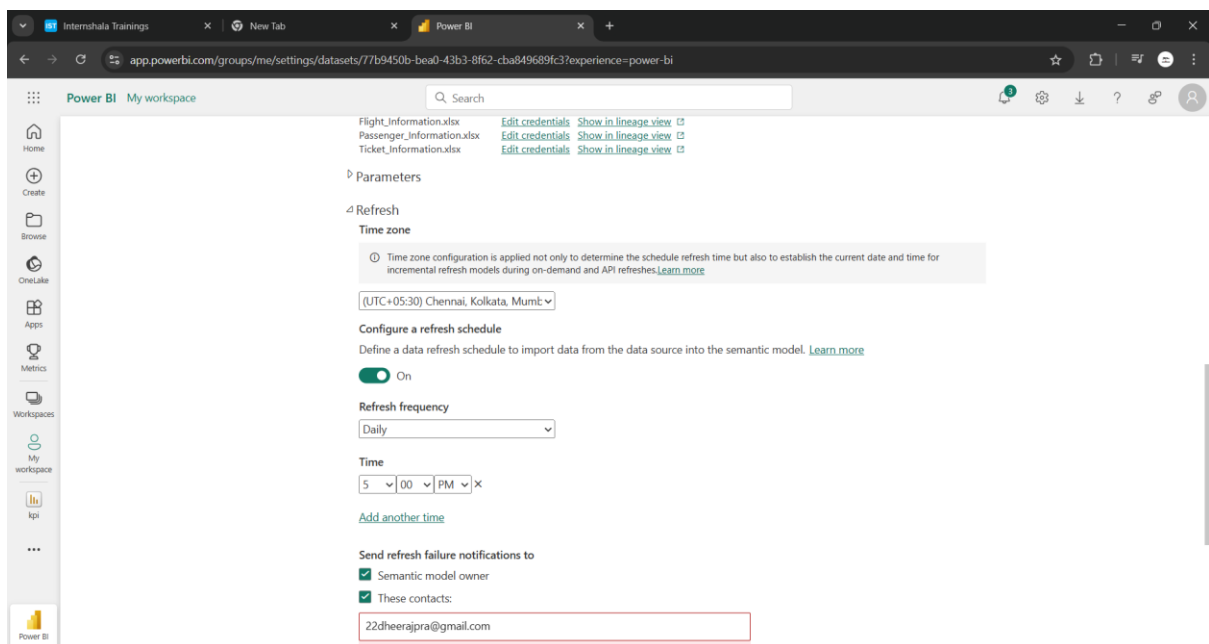 IST Internshala Trainings
New Tab
Power BI
app.powerbi.com/groups/me/settings/datasets/77b9450b-bea0-43b3-8f62-cba849689fc3?experience=power-bi
Power BI My workspace
Search
3
Home
Create
Browse
OneLake
Apps
Metrics
Workspaces
My
workspace
kpi
Power BI
Flight_Information.xlsx Edit credentials Show in lineage view
Passenger_Information.xlsx Edit credentials Show in lineage view
Ticket_Information.xlsx Edit credentials Show in lineage view
Parameters
Refresh
Time zone
Time zone configuration is applied not only to determine the schedule refresh time but also to establish the current date and time for
incremental refresh models during on-demand and API refreshes.Learn more
(UTC+05:30) Chennai, Kolkata, Mumb
Configure a refresh schedule
Define a data refresh schedule to import data from the data source into the semantic model. Learn more
On
Refresh frequency
Daily
Time
5 00 PM
Add another time
Send refresh failure notifications to
Semantic model owner
These contacts:
22dheerajpra@gmail.com